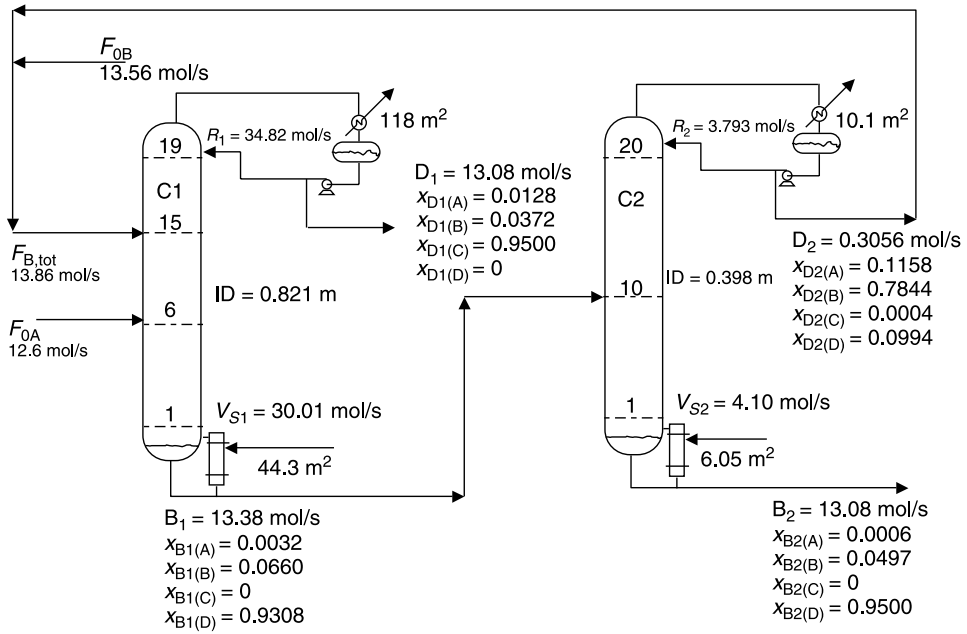 F0B
13.56 mol/s
19
C1
15
6
1
R1 = 34.82 mol/s
118 m²
FB,tot
13.86 mol/s
F0A
12.6 mol/s
ID = 0.821 m
VS1 = 30.01 mol/s
44.3 m²
D1 = 13.08 mol/s
xD1(A) = 0.0128
xD1(B) = 0.0372
xD1(C) = 0.9500
xD1(D) = 0
B1 = 13.38 mol/s
xB1(A) = 0.0032
xB1(B) = 0.0660
xB1(C) = 0
xB1(D) = 0.9308
20
C2
10
1
R2 = 3.793 mol/s
10.1 m²
ID = 0.398 m
VS2 = 4.10 mol/s
6.05 m²
D2 = 0.3056 mol/s
xD2(A) = 0.1158
xD2(B) = 0.7844
xD2(C) = 0.0004
xD2(D) = 0.0994
B2 = 13.08 mol/s
xB2(A) = 0.0006
xB2(B) = 0.0497
xB2(C) = 0
xB2(D) = 0.9500